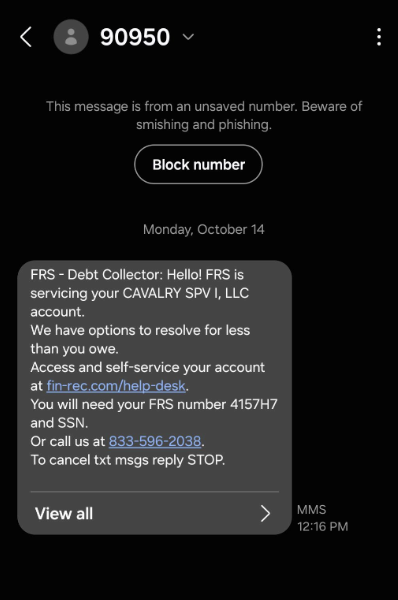 90950
This message is from an unsaved number. Beware of
smishing and phishing.
Block number
Monday, October 14
FRS - Debt Collector: Hello! FRS is
servicing your CAVALRY SPV I, LLC
account.
We have options to resolve for less
than you owe.
Access and self-service your account
at fin-rec.com/help-desk.
You will need your FRS number 4157H7
and SSN.
Or call us at 833-596-2038.
To cancel txt msgs reply STOP.
View all
MMS
12:16 PM